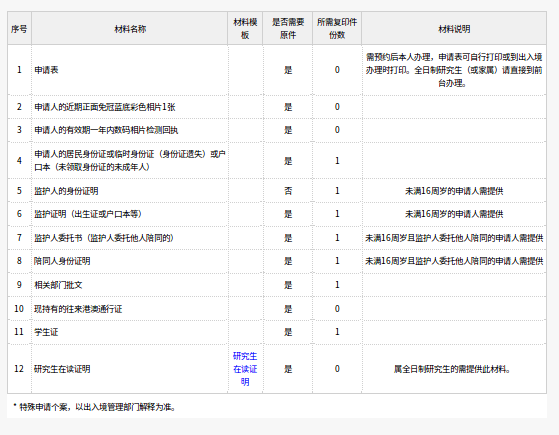 序号 材料名称 材料模板 是否需要原件 所需复印件份数 材料说明
1 申请表 是 0 需预约后本人办理，申请表可自行打印或到出入境办理时打印。全日制研究生（或家属）请直接到前台办理。
2 申请人的近期正面免冠蓝底彩色相片1张 是 0
3 申请人的有效期一年内数码相片检测回执 是 0
4 申请人的居民身份证或临时身份证（身份证遗失）或户口本（未领取身份证的未成年人） 是 1
5 监护人的身份证明 否 1 未满16周岁的申请人需提供
6 监护证明（出生证或户口本等） 是 1 未满16周岁的申请人需提供
7 监护人委托书（监护人委托他人陪同的） 是 1 未满16周岁且监护人委托他人陪同的申请人需提供
8 陪同人身份证明 是 1 未满16周岁且监护人委托他人陪同的申请人需提供
9 相关部门批文 是 1
10 现持有的往来港澳通行证 是 0
11 学生证 是 1
12 研究生在读证明 研究生在读证明 是 0 属全日制研究生的需提供此材料。
* 特殊申请个案，以出入境管理部门解释为准。